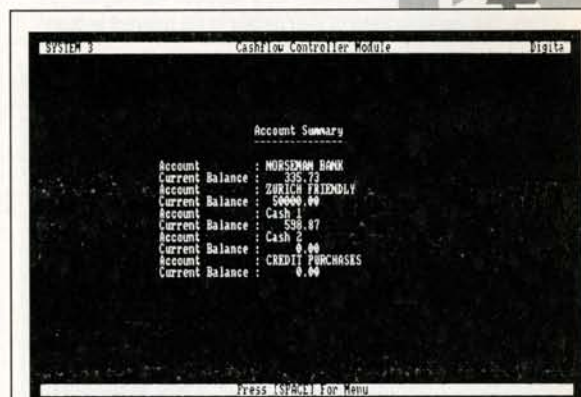 SYSTEM 3 Cashflow Controller Module Digita
Account Summary
---------------
Account : NORSEMAN BANK
Current Balance : 335.73
Account : ZURICH FRIENDLY
Current Balance : 50000.00
Account : Cash 1
Current Balance : 598.87
Account : Cash 2
Current Balance : 0.00
Account : CREDIT PURCHASES
Current Balance : 0.00
Press [SPACE] For Menu